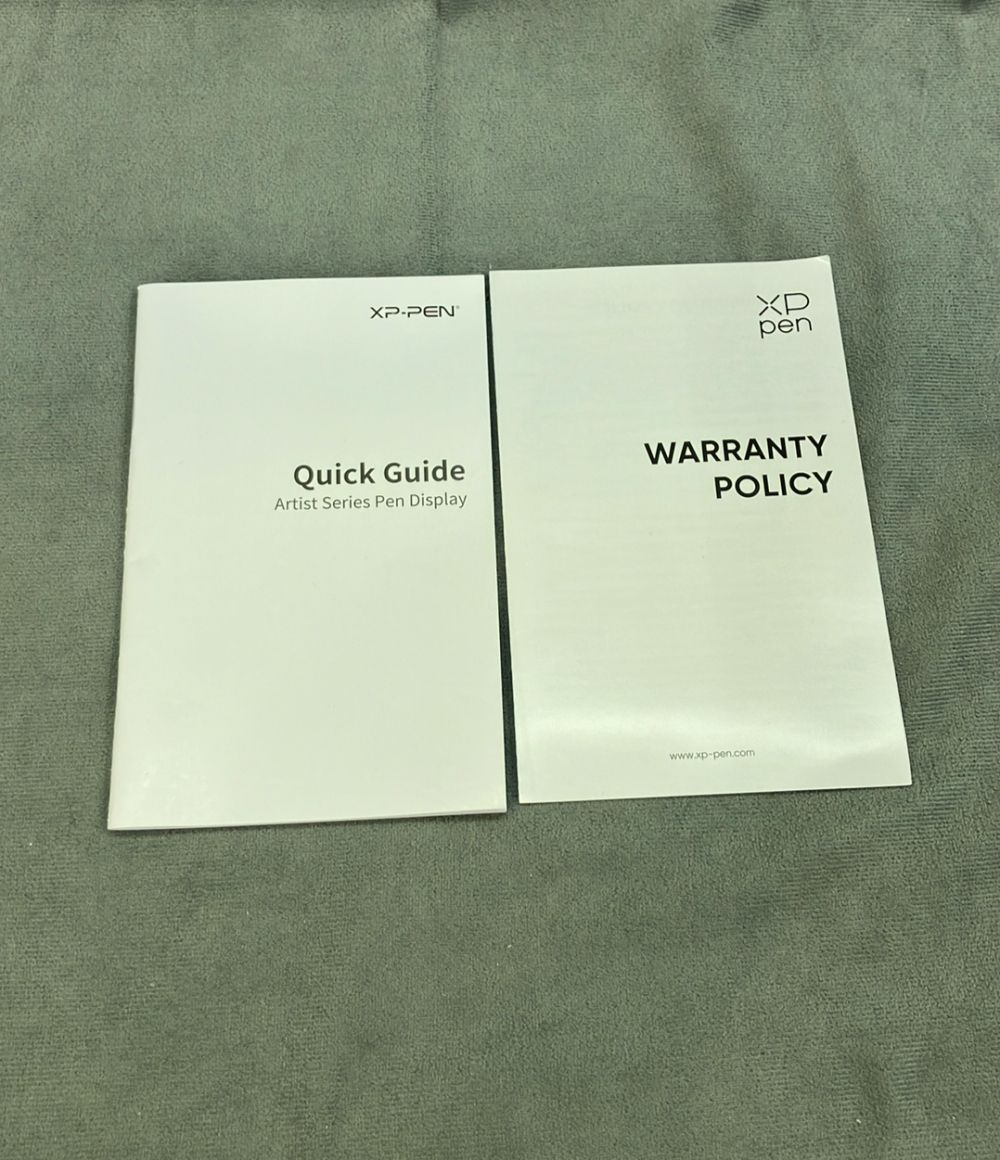 XP-PEN®
Quick Guide
Artist Series Pen Display
XP
pen
WARRANTY
POLICY
www.xp-pen.com